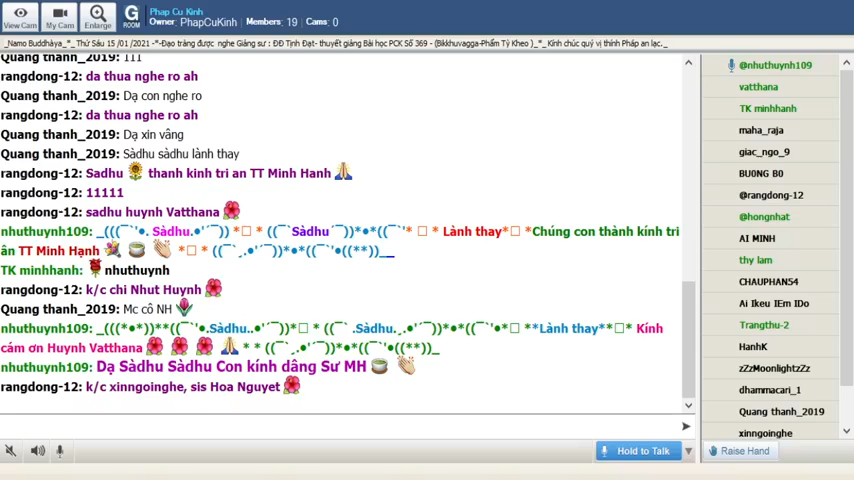 Phap Cu Kinh
Owner: PhapCuKinh Members: 19 Cams: 0
View Cam
My Cam
Enlarge
G
ROOM
_Namo Buddhàya_*_ Thứ Sáu 15 /01 /2021 -*-Đạo tràng được nghe Giảng sư : ĐĐ Tịnh Đạt- thuyết giảng Bài học PCK Số 369 - (Bikkhuvagga-Phẩm Tỳ Kheo )_*_ Kính chúc quý vị thính Pháp an lạc,_
Quang thanh_2019: 111
rangdong-12: da thua nghe ro ah
Quang thanh_2019: Dạ con nghe ro
rangdong-12: da thua nghe ro ah
Quang thanh_2019: Dạ xin vâng
Quang thanh_2019: Sàdhu sàdhu lành thay
rangdong-12: Sadhu 🌻 thanh kinh tri an TT Minh Hanh 🙏
rangdong-12: 11111
rangdong-12: sadhu huynh Vatthana 🌺
nhuthuynh109: _(((¯`'•. Sàdhu.•'´¯)) *□ * ((¯`Sàdhu´¯))*•*((¯`'* □ * Lành thay*□ *Chúng con thành kính tri
ân TT Minh Hạnh 💐 🍵 👏 *□ * ((¯´¸.•'´¯))*•*((¯`'•((**))_ _
TK minhhanh: 🌹nhuthuynh
rangdong-12: k/c chi Nhut Huynh 🌺
Quang thanh_2019: Mc cô NH 🌷
nhuthuynh109: _(((*•*))**((¯`'•.Sàdhu..•'´¯))*□ * ((¯` .Sàdhu.¸.•'´¯))*•*((¯`'•*□ **Lành thay**□* Kính
cám ơn Huynh Vatthana 🌺 🌺 🌺 🙏 * * ((¯`¸.•'´¯))*•*((¯`'•((**))_
nhuthuynh109: Dạ Sàdhu Sàdhu Con kính dâng Sư MH 🍵 👏
rangdong-12: k/c xinngoinghe, sis Hoa Nguyet 🌺
Hold to Talk
@nhuthuynh109
vatthana
TK minhhanh
maha_raja
giac_ngo_9
BU0NG B0
@rangdong-12
@hongnhat
AI MINH
thy lam
CHAUPHAN54
Ai Ikeu IEm IDo
Trangthu-2
HanhK
zZzMoonlightzZz
dhammacari_1
Quang thanh_2019
xinngoinghe
Raise Hand